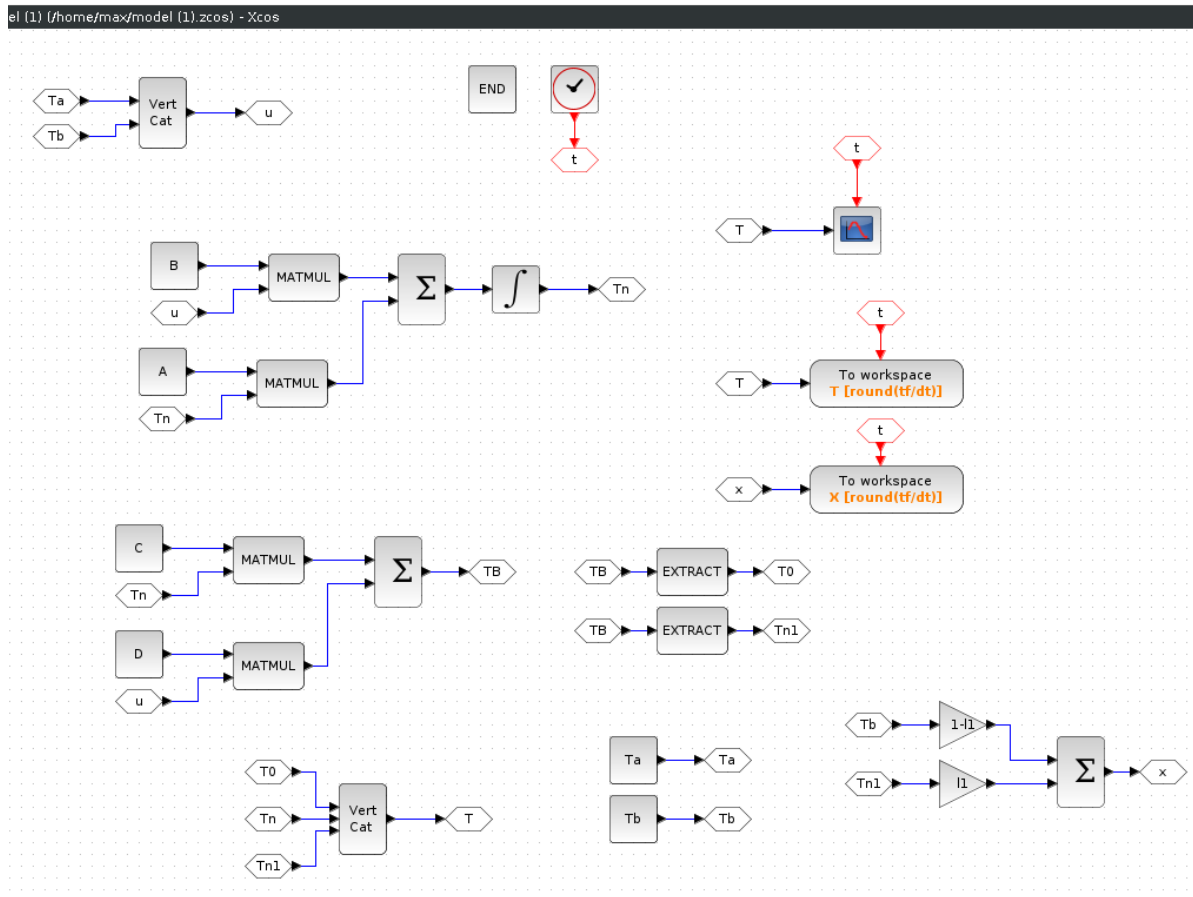 el (1) (/home/max/model (1).zcos) - Xcos
Ta
Tb
Vert
Cat
u
END
t
t
T
B
u
MATMUL
Σ
∫
Tn
A
Tn
MATMUL
t
T
To workspace
T [round(tf/dt)]
t
x
To workspace
X [round(tf/dt)]
C
Tn
MATMUL
Σ
TB
D
u
MATMUL
TB
EXTRACT
T0
TB
EXTRACT
Tn1
T0
Tn
Tn1
Vert
Cat
T
Ta
Ta
Tb
Tb
Tb
1-l1
Tn1
l1
Σ
x